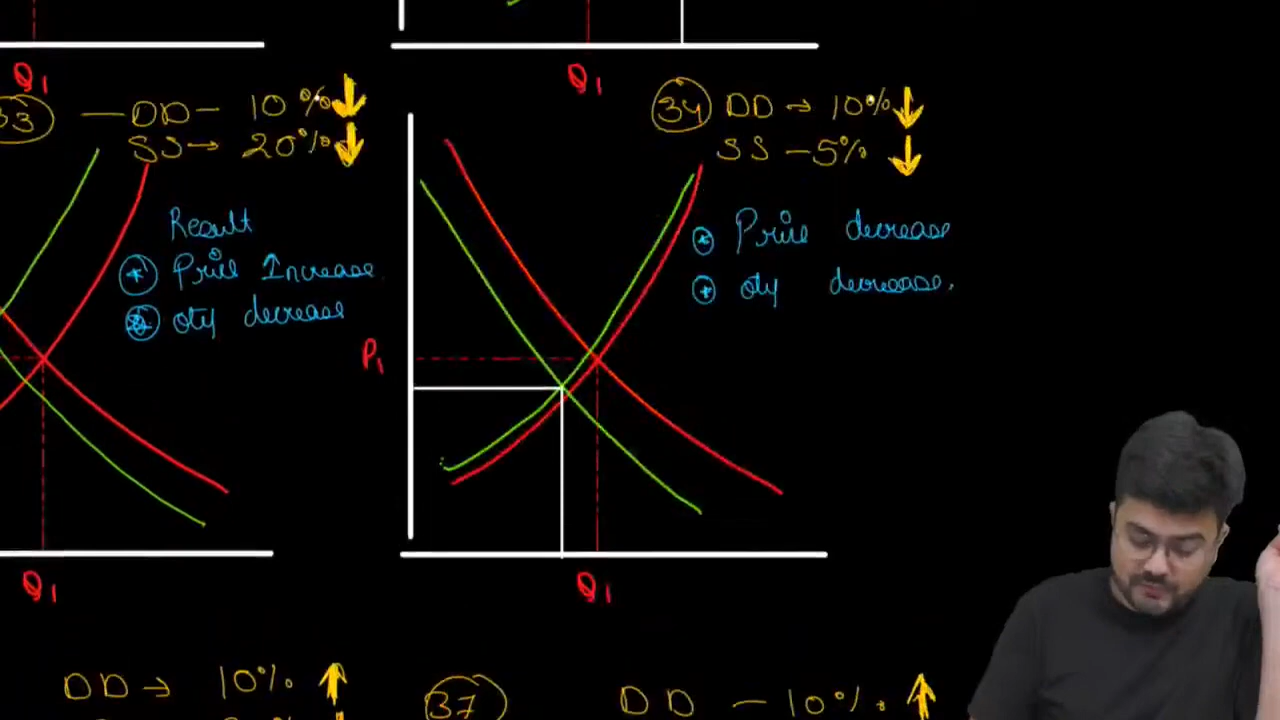 Q1
Q1
33 — DD — 10% ↓
SS → 20% ↓
Result
* Price ↑ Increase
* Qty decrease
34 DD → 10% ↓
SS — 5% ↓
* Price decrease
* Qty decrease.
P1
Q1
Q1
DD → 10% ↑
37 DD — 10% ↑